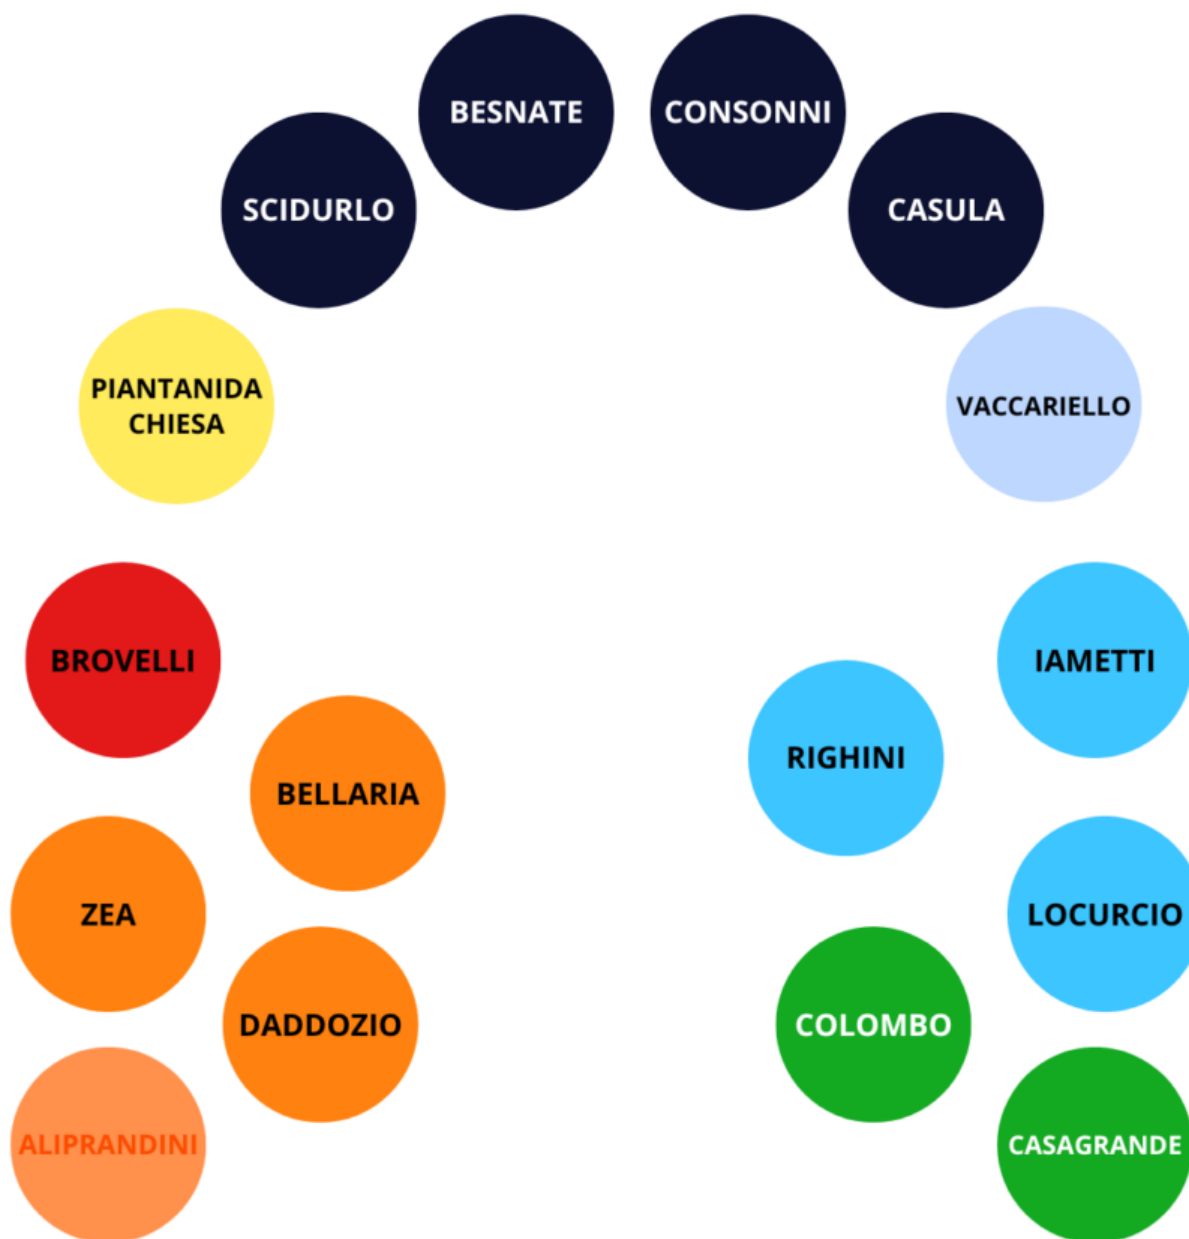 BESNATE
CONSONNI
SCIDURLO
CASULA
PIANTANIDA
CHIESA
VACCARIELLO
BROVELLI
IAMETTI
RIGHINI
BELLARIA
ZEA
LOCURCIO
DADDOZIO
COLOMBO
ALIPRANDINI
CASAGRANDE